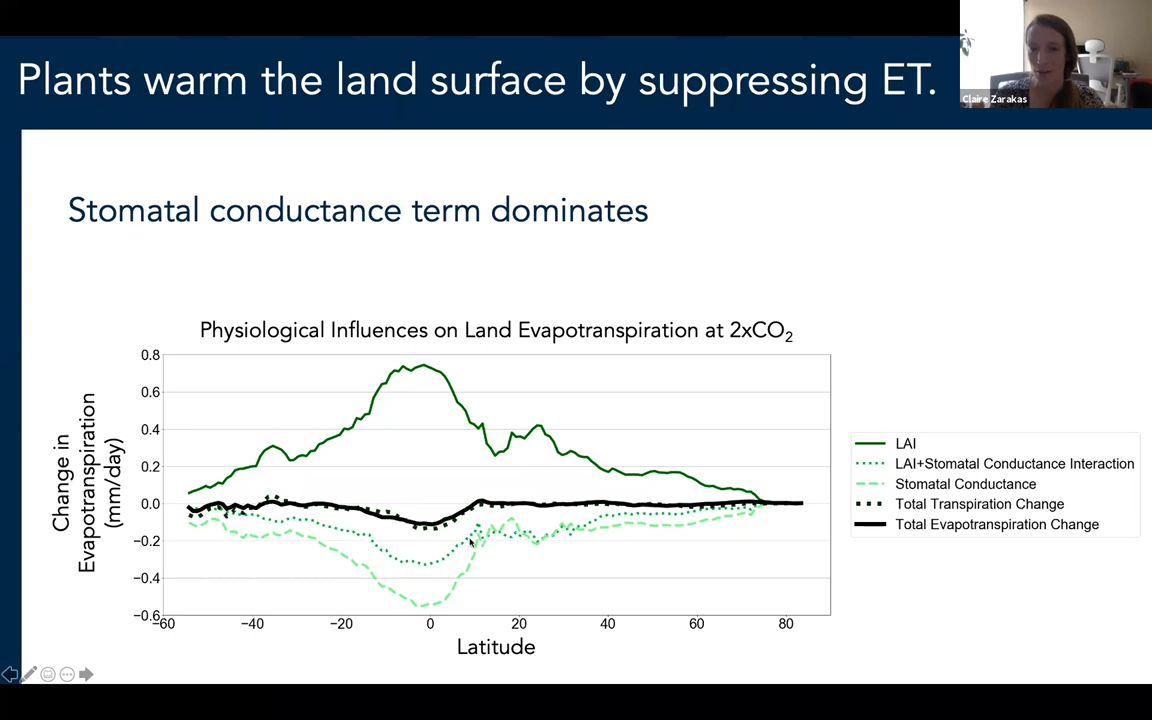 Plants warm the land surface by suppressing ET.
Claire Zarakas
Stomatal conductance term dominates
Physiological Influences on Land Evapotranspiration at 2xCO₂
Change in
Evapotranspiration
(mm/day)
0.8
0.6
0.4
0.2
0.0
−0.2
−0.4
−0.6
−60
−40
−20
0
20
40
60
80
Latitude
LAI
LAI+Stomatal Conductance Interaction
Stomatal Conductance
Total Transpiration Change
Total Evapotranspiration Change